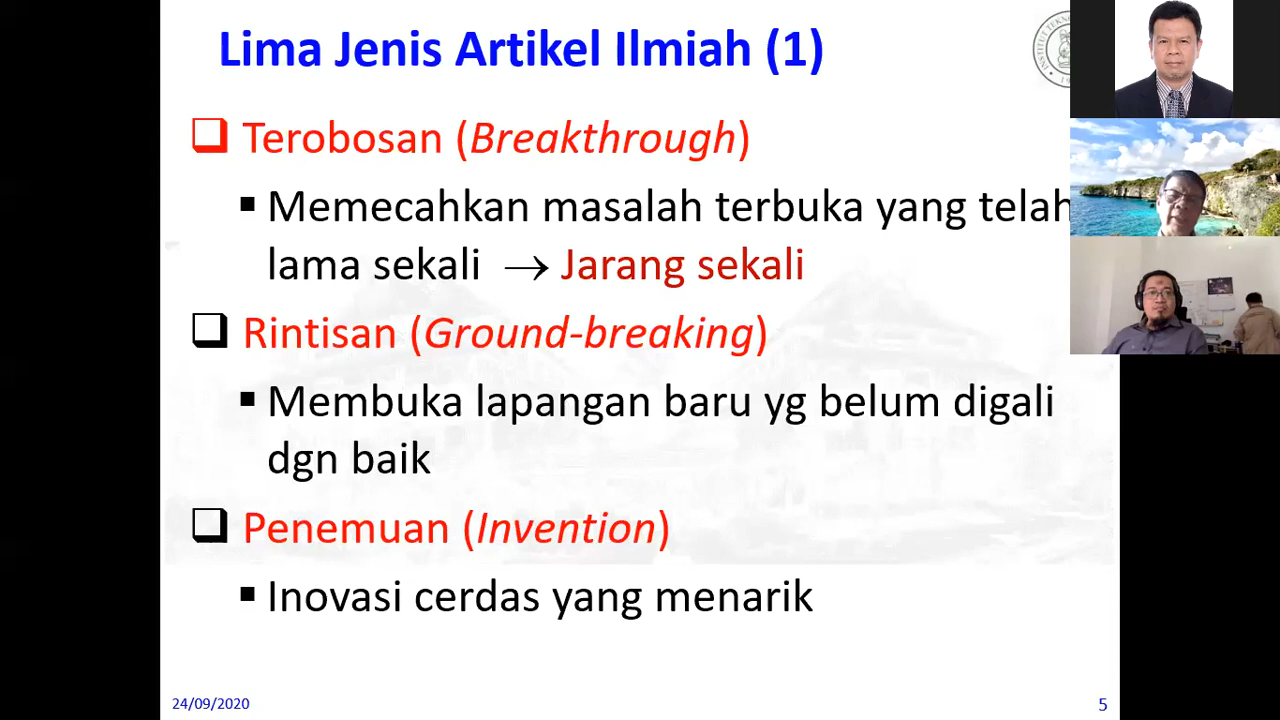 Lima Jenis Artikel Ilmiah (1)
Terobosan (Breakthrough)
Memecahkan masalah terbuka yang telah
lama sekali → Jarang sekali
Rintisan (Ground-breaking)
Membuka lapangan baru yg belum digali
dgn baik
Penemuan (Invention)
Inovasi cerdas yang menarik
24/09/2020
5